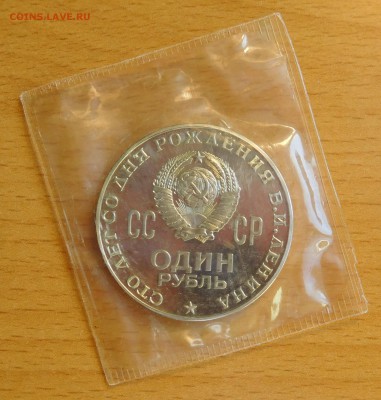 COINS.LAVE.RU
СТО ЛЕТ СО ДНЯ РОЖДЕНИЯ В.И.ЛЕНИНА
СС СР
ОДИН
РУБЛЬ